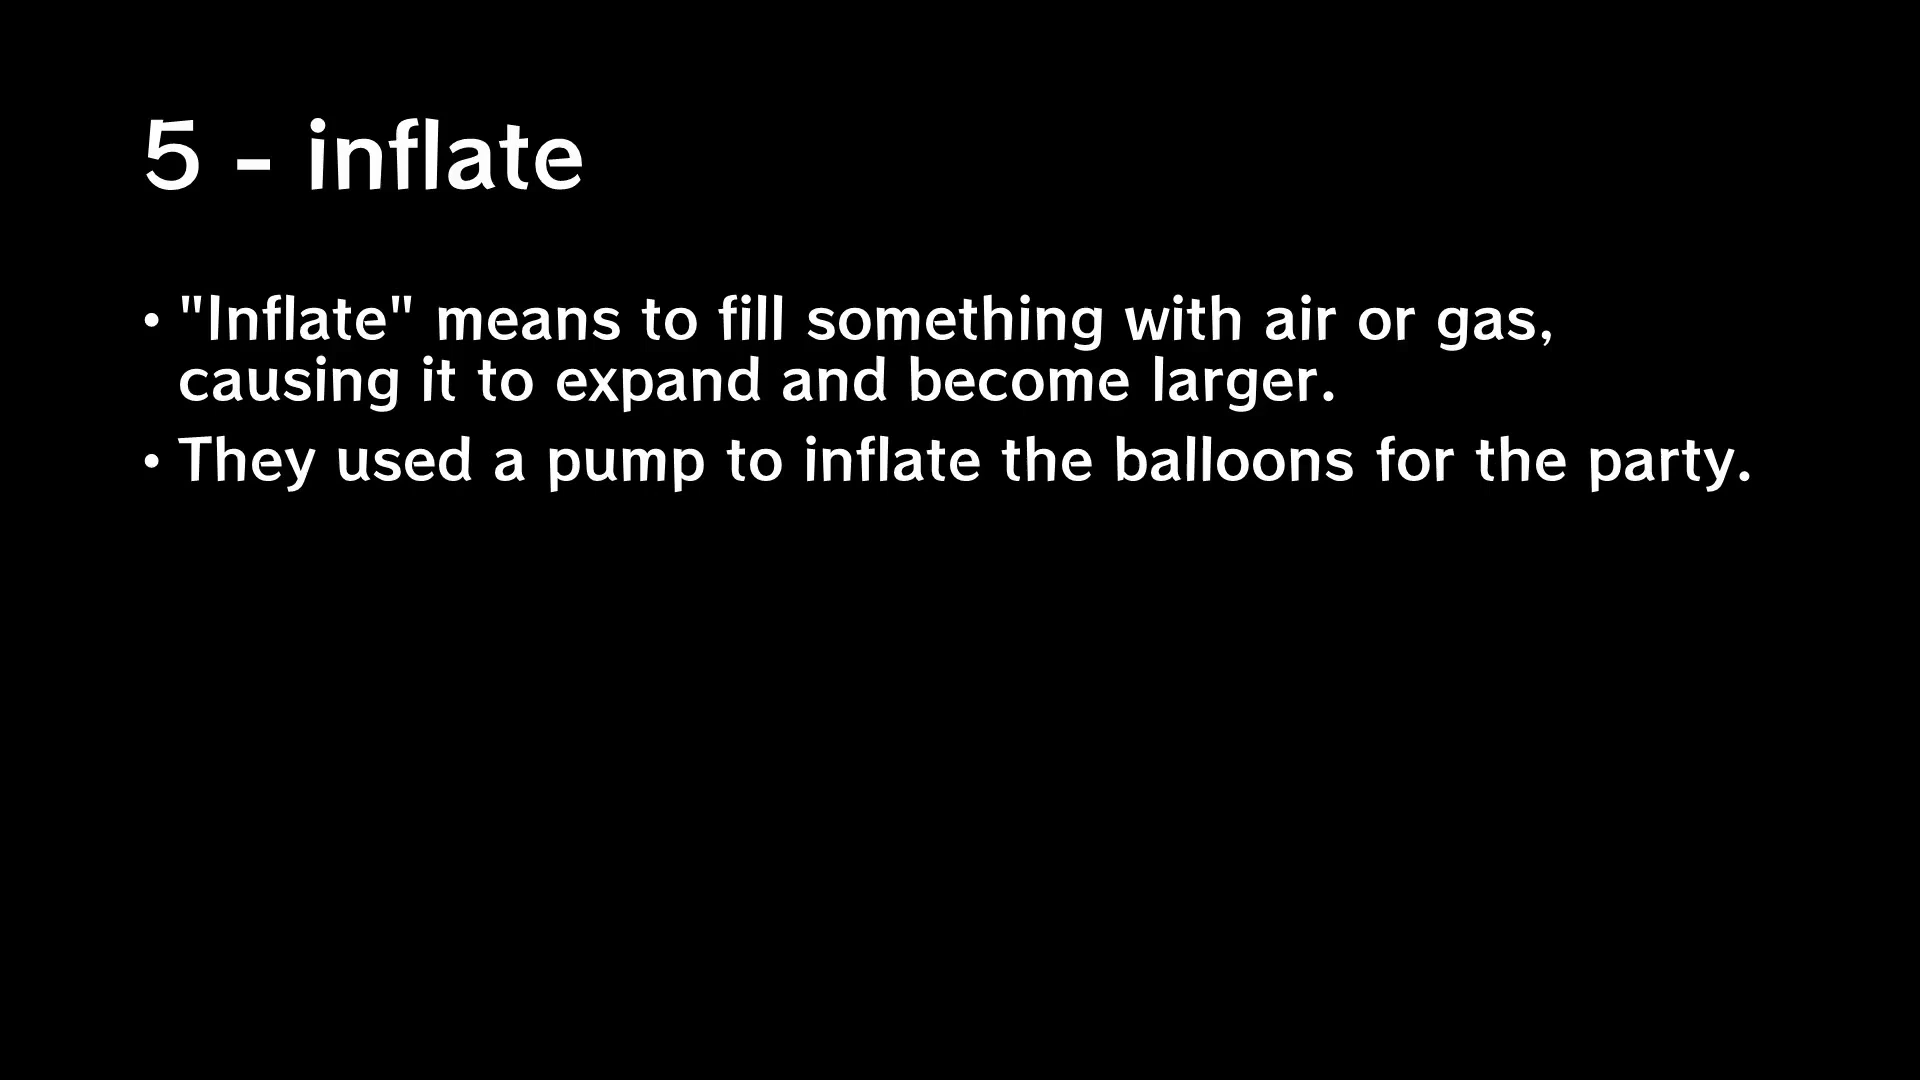 5 - inflate
• "Inflate" means to fill something with air or gas,
causing it to expand and become larger.
• They used a pump to inflate the balloons for the party.